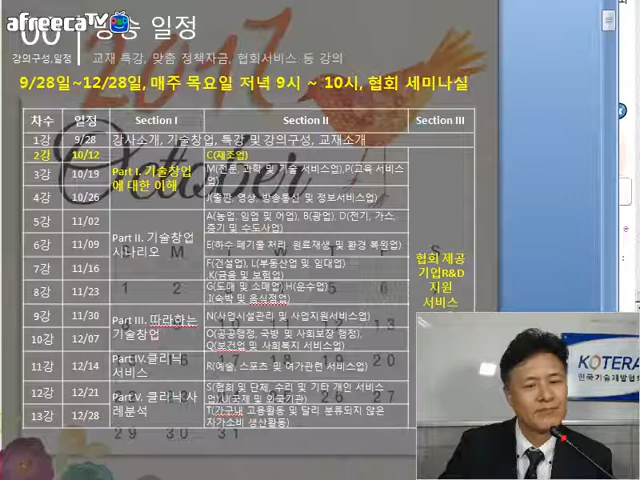 afreecaTV
00 방송 일정
강의구성,일정 교재 특강, 맞춤 정책자금, 협회서비스 등 강의
9/28일~12/28일, 매주 목요일 저녁 9시 ~ 10시, 협회 세미나실
차수 일정 Section I Section II Section III
1강 9/28 강사소개, 기술창업, 특강 및 강의구성, 교재소개
2강 10/12 Part I. 기술창업에 대한 이해 C(제조업)
3강 10/19 M(전문, 과학 및 기술 서비스업),P(교육 서비스업)
4강 10/26 J(출판, 영상, 방송통신 및 정보서비스업)
5강 11/02 Part II. 기술창업 시나리오 A(농업, 임업 및 어업), B(광업), D(전기, 가스, 증기 및 수도사업)
6강 11/09 E(하수 폐기물 처리, 원료재생 및 환경 복원업)
7강 11/16 F(건설업), L(부동산업 및 임대업)
,K(금융 및 보험업)
8강 11/23 G(도매 및 소매업), H(운수업)
,I(숙박 및 음식점업)
협회 제공
기업R&D
지원
서비스
9강 11/30 Part III. 따라하는 기술창업 N(사업시설관리 및 사업지원서비스업)
10강 12/07 O(공공행정, 국방 및 사회보장 행정),
Q(보건업 및 사회복지 서비스업)
11강 12/14 Part IV.클리닉 서비스 R(예술, 스포츠 및 여가관련 서비스업)
12강 12/21 Part V. 클리닉 사례분석 S(협회 및 단체, 수리 및 기타 개인 서비스업),U(국제 및 외국기관)
13강 12/28 T(가구내 고용활동 및 달리 분류되지 않은 자가소비 생산활동)
2017
October
29 30 31
KOTERA
한국기술개발협